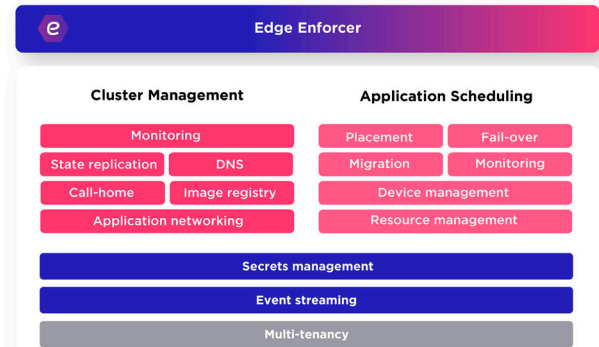 e
Edge Enforcer
Cluster Management
Monitoring
State replication
DNS
Call-home
Image registry
Application networking
Application Scheduling
Placement
Fail-over
Migration
Monitoring
Device management
Resource management
Secrets management
Event streaming
Multi-tenancy